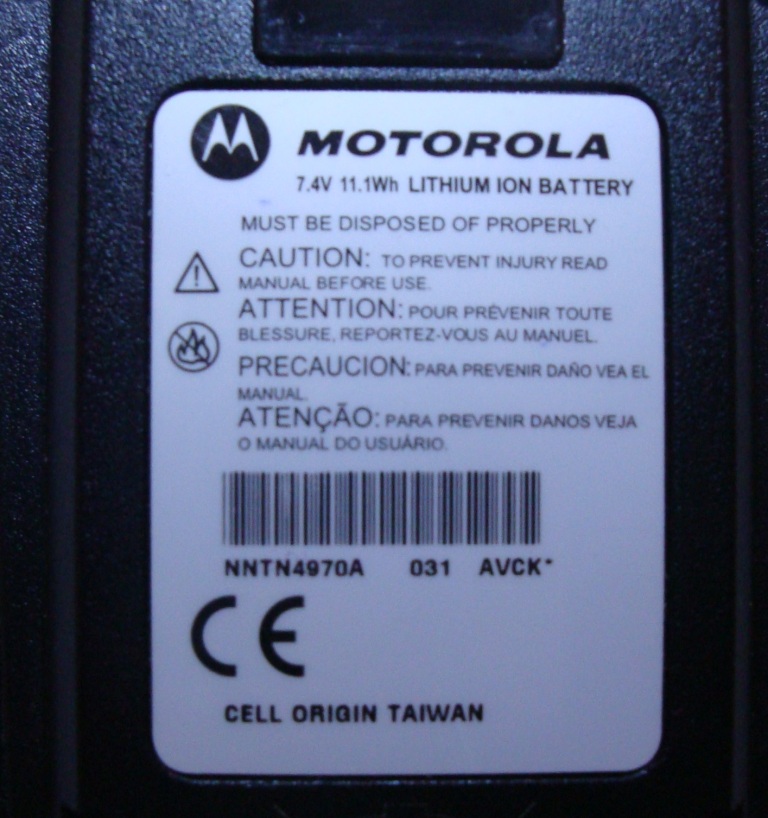 MOTOROLA
7.4V 11.1Wh LITHIUM ION BATTERY
MUST BE DISPOSED OF PROPERLY
CAUTION: TO PREVENT INJURY READ
MANUAL BEFORE USE.
ATTENTION: POUR PRÉVENIR TOUTE
BLESSURE, REPORTEZ-VOUS AU MANUEL.
PRECAUCION: PARA PREVENIR DAÑO VEA EL
MANUAL.
ATENÇÃO: PARA PREVENIR DANOS VEJA
O MANUAL DO USUÁRIO.
NNTN4970A 031 AVCK*
CE
CELL ORIGIN TAIWAN